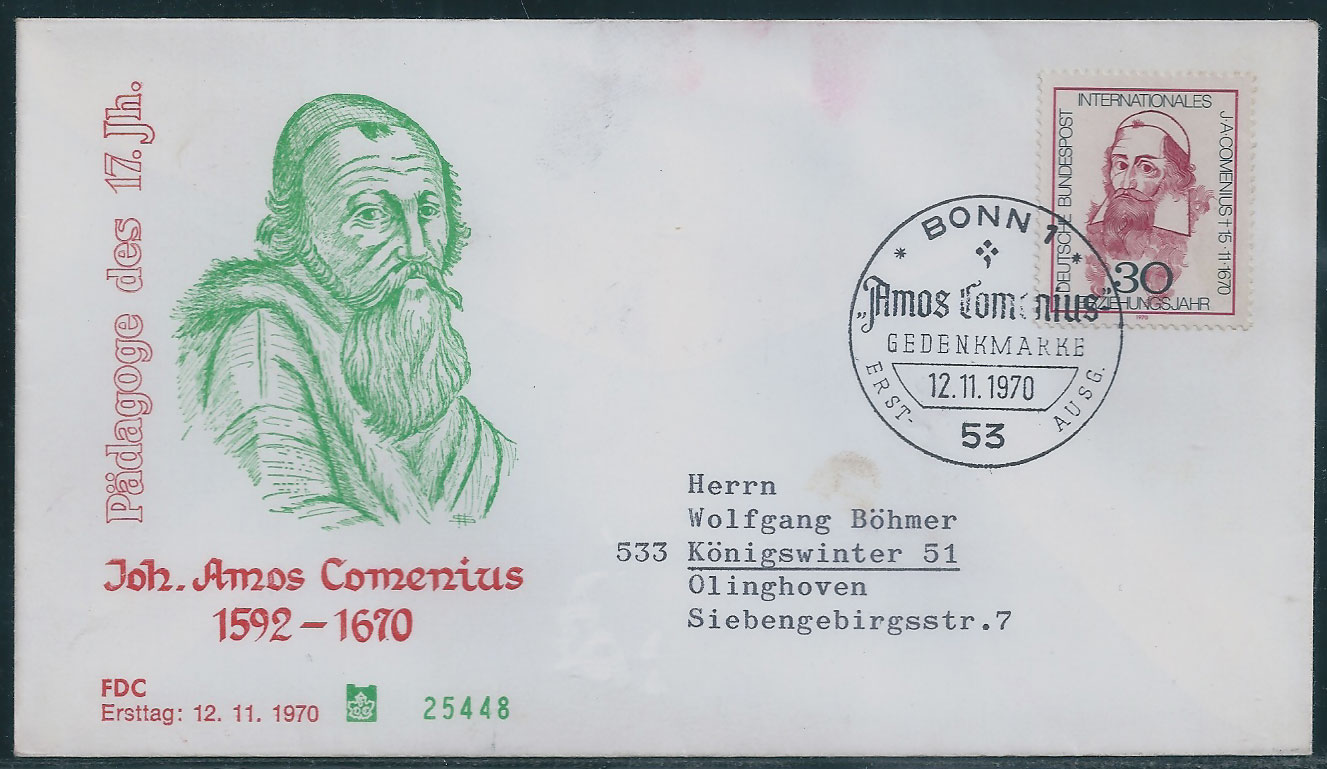 Pädagoge des 17. Jh.
Joh. Amos Comenius
1592 – 1670
FDC
Ersttag: 12. 11. 1970
25448
INTERNATIONALES
DEUTSCHE BUNDESPOST
J·A·COMENIUS †15·11·1670
30
ERZIEHUNGSJAHR
1970
* BONN 1 *
„Amos Comenius"
GEDENKMARKE
12.11.1970
ERST- AUSG.
53
Herrn
Wolfgang Böhmer
533 Königswinter 51
Olinghoven
Siebengebirgsstr.7